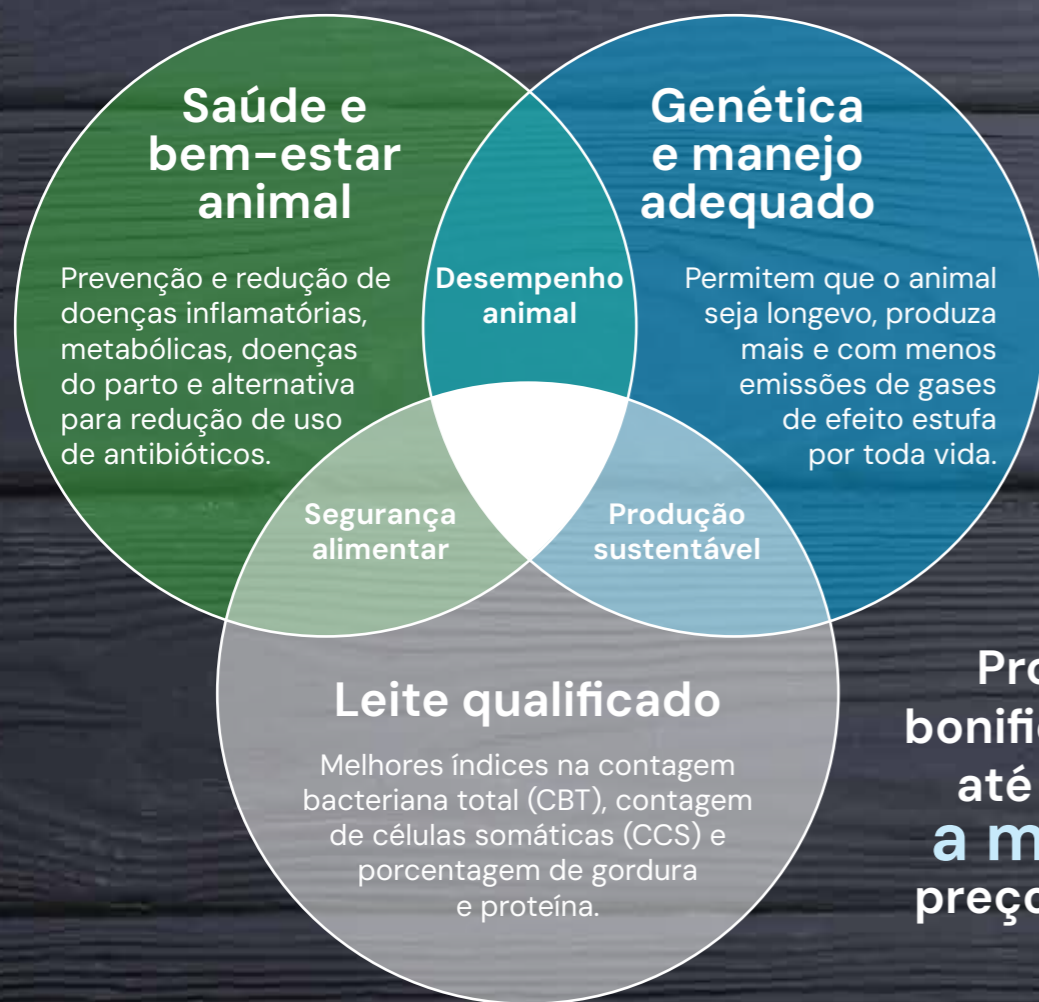 Saúde e
bem-estar
animal
Prevenção e redução de
doenças inflamatórias,
metabólicas, doenças
do parto e alternativa
para redução de uso
de antibióticos.
Desempenho
animal
Genética
e manejo
adequado
Permitem que o animal
seja longevo, produza
mais e com menos
emissões de gases
de efeito estufa
por toda vida.
Segurança
alimentar
Produção
sustentável
Leite qualificado
Melhores índices na contagem
bacteriana total (CBT), contagem
de células somáticas (CCS) e
porcentagem de gordura
e proteína.
Pro
bonifi
até
a m
preço